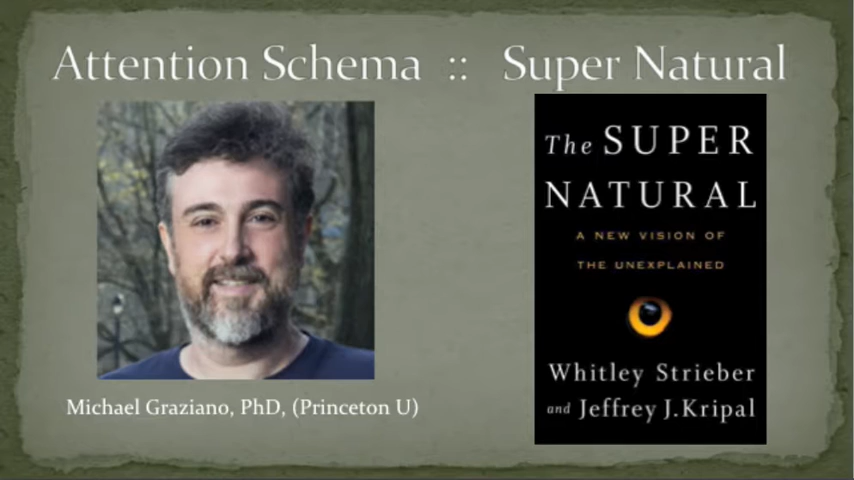 Attention Schema :: Super Natural
The SUPER
NATURAL
A NEW VISION OF
THE UNEXPLAINED
Whitley Strieber
and Jeffrey J. Kripal
Michael Graziano, PhD, (Princeton U)